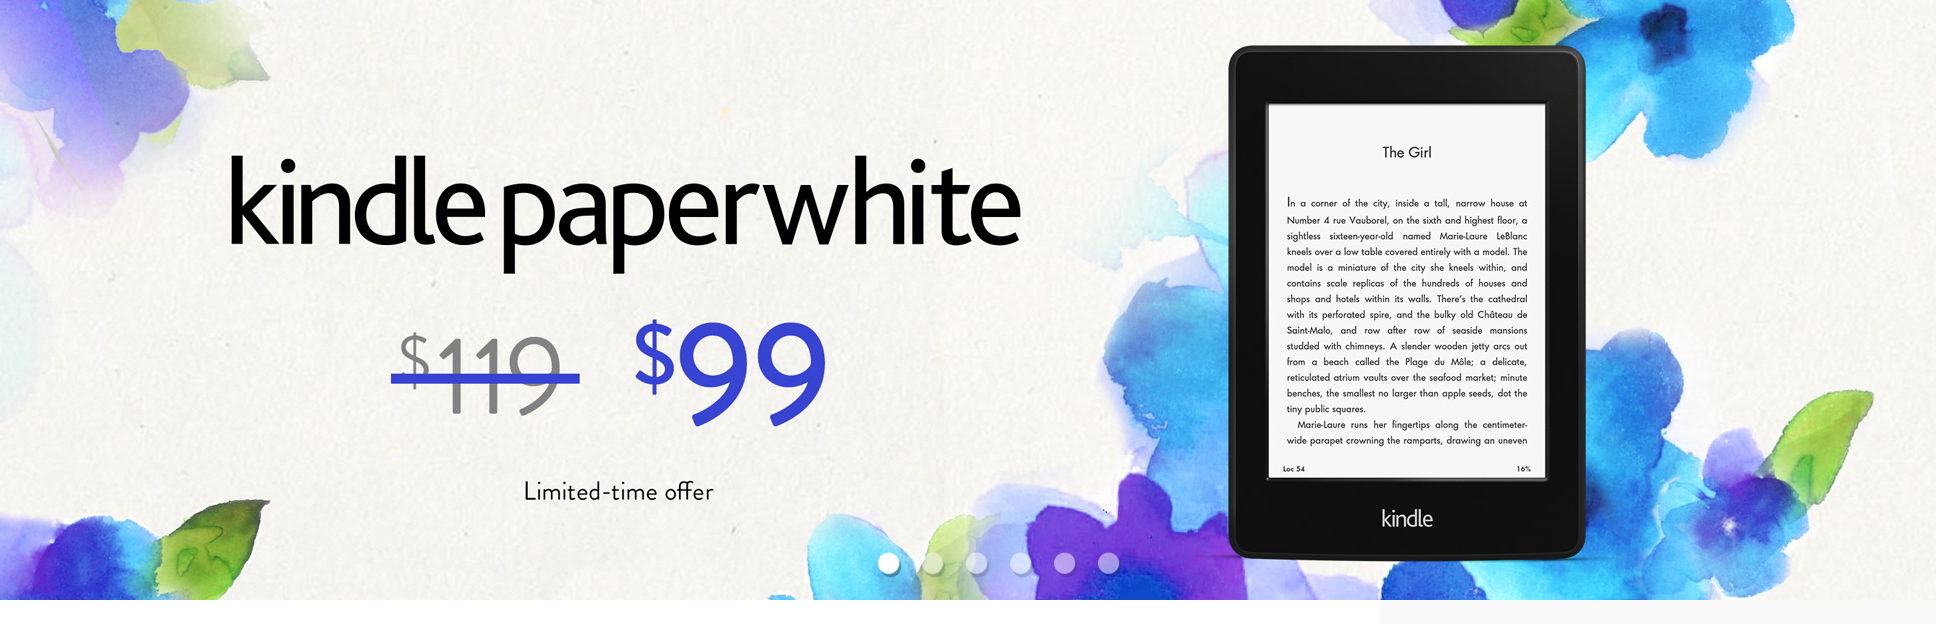 kindle paperwhite
$119 $99
Limited-time offer
The Girl
In a corner of the city, inside a tall, narrow house at
Number 4 rue Vauborel, on the sixth and highest floor, a
sightless sixteen-year-old named Marie-Laure LeBlanc
kneels over a low table covered entirely with a model. The
model is a miniature of the city she kneels within, and
contains scale replicas of the hundreds of houses and
shops and hotels within its walls. There's the cathedral
with its perforated spire, and the bulky old Château de
Saint-Malo, and row after row of seaside mansions
studded with chimneys. A slender wooden jetty arcs out
from a beach called the Plage du Môle; a delicate,
reticulated atrium vaults over the seafood market; minute
benches, the smallest no larger than apple seeds, dot the
tiny public squares.
Marie-Laure runs her fingertips along the centimeter-
wide parapet crowning the ramparts, drawing an uneven
Loc 54 16%
kindle